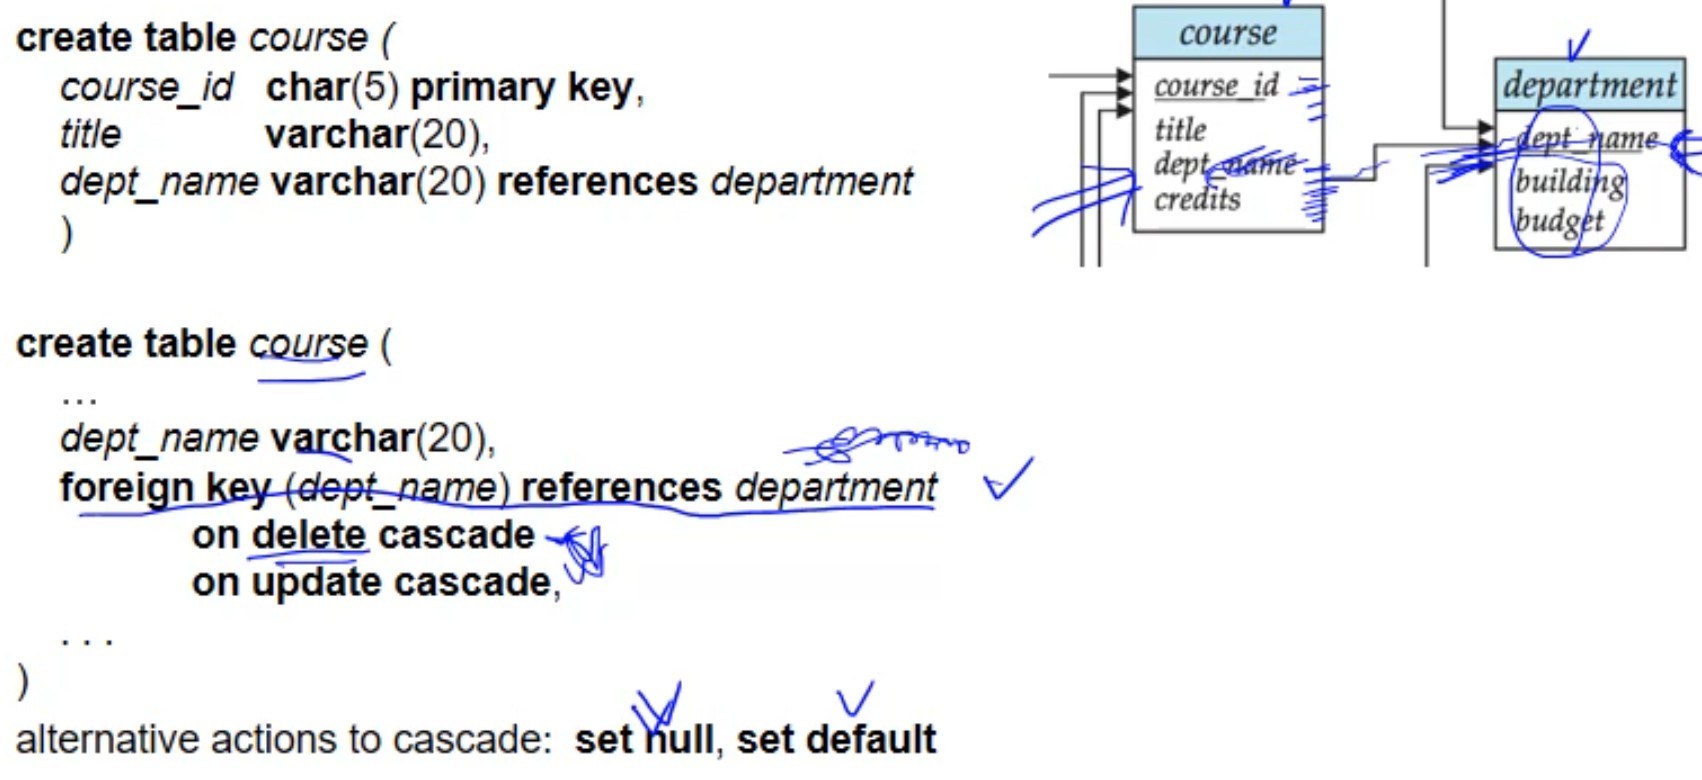 create table course (
course_id char(5) primary key,
title varchar(20),
dept_name varchar(20) references department
)
create table course (
...
dept_name varchar(20),
foreign key (dept_name) references department
on delete cascade
on update cascade,
. . .
)
alternative actions to cascade: set null, set default
course
course_id
title
dept_name
credits
department
dept_name
building
budget